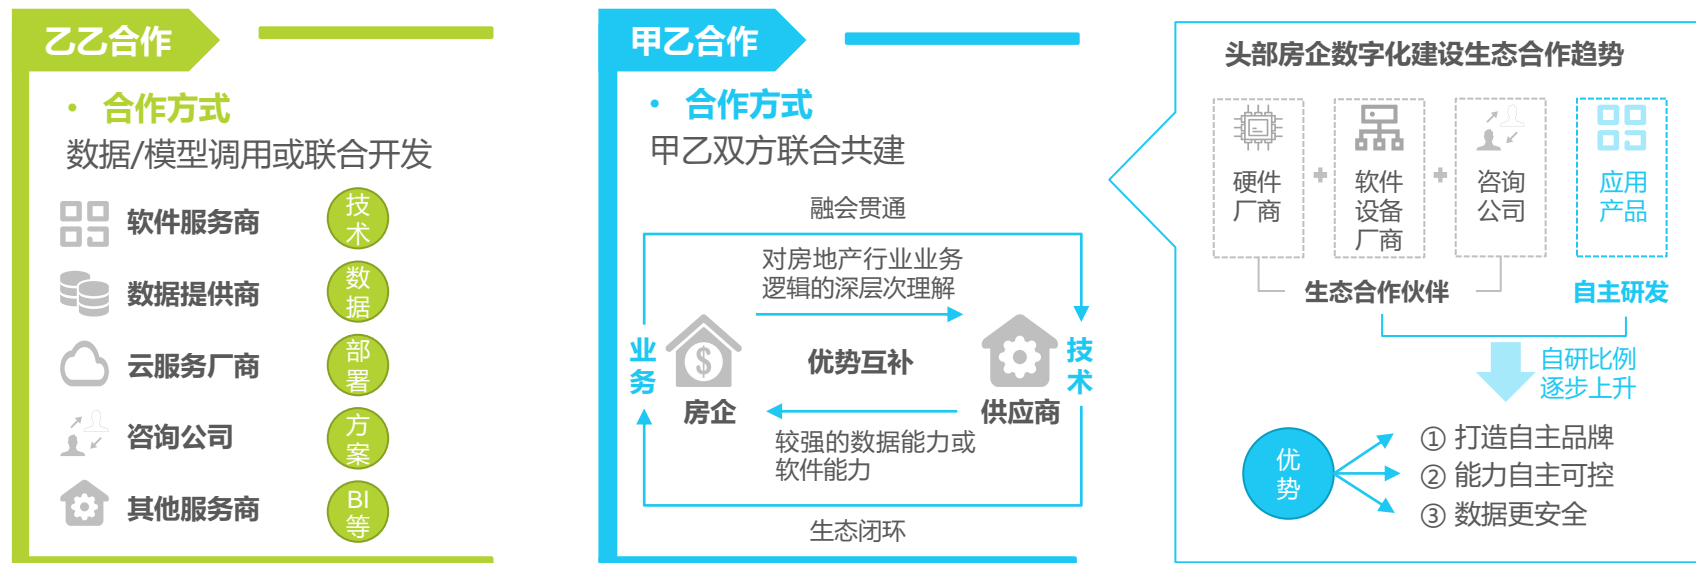 乙乙合作
• 合作方式
数据/模型调用或联合开发
软件服务商
技
术
数据提供商
数
据
云服务厂商
部
署
咨询公司
方
案
其他服务商
BI
等
甲乙合作
• 合作方式
甲乙双方联合共建
融会贯通
对房地产行业业务
逻辑的深层次理解
业
务
$
优势互补
技
术
房企
供应商
较强的数据能力或
软件能力
生态闭环
头部房企数字化建设生态合作趋势
硬件
厂商
软件
设备
厂商
咨询
公司
应用
产品
生态合作伙伴
自主研发
自研比例
逐步上升
优
势
① 打造自主品牌
② 能力自主可控
③ 数据更安全